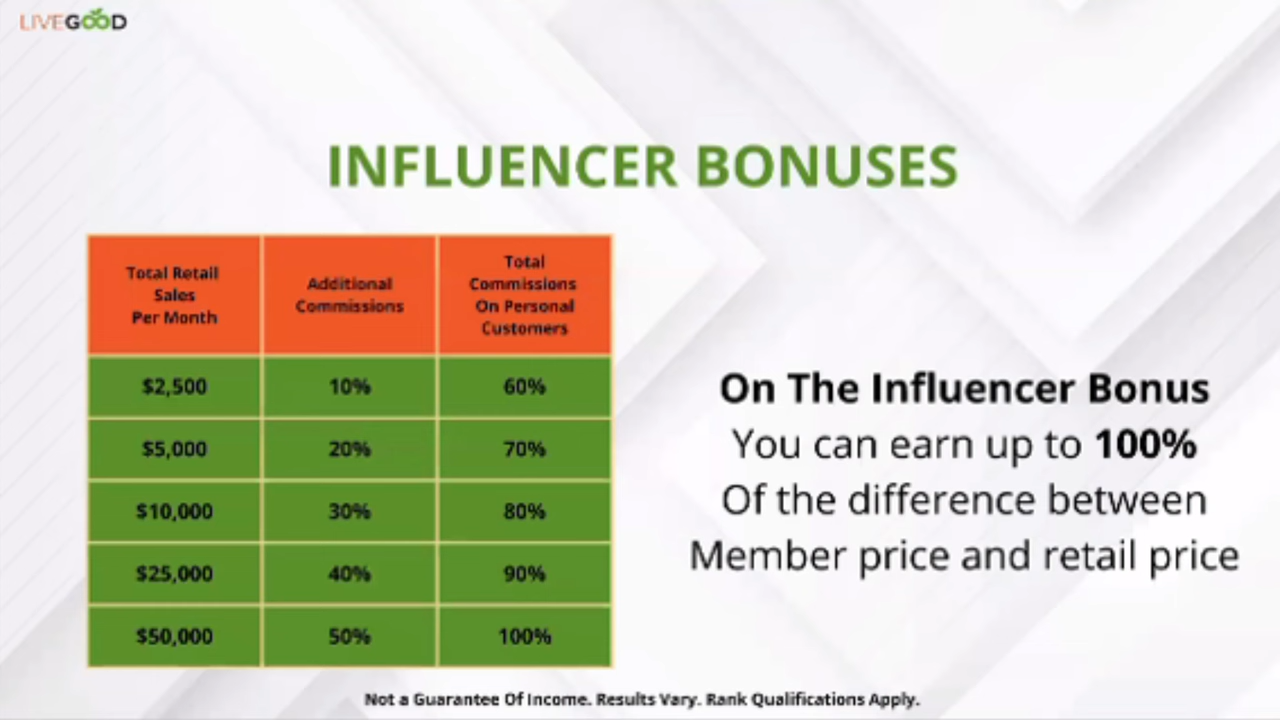 LIVEGOOD
INFLUENCER BONUSES
Total Retail
Sales
Per Month
Additional
Commissions
Total
Commissions
On Personal
Customers
$2,500 10% 60%
$5,000 20% 70%
$10,000 30% 80%
$25,000 40% 90%
$50,000 50% 100%
On The Influencer Bonus
You can earn up to 100%
Of the difference between
Member price and retail price
Not a Guarantee Of Income. Results Vary. Rank Qualifications Apply.